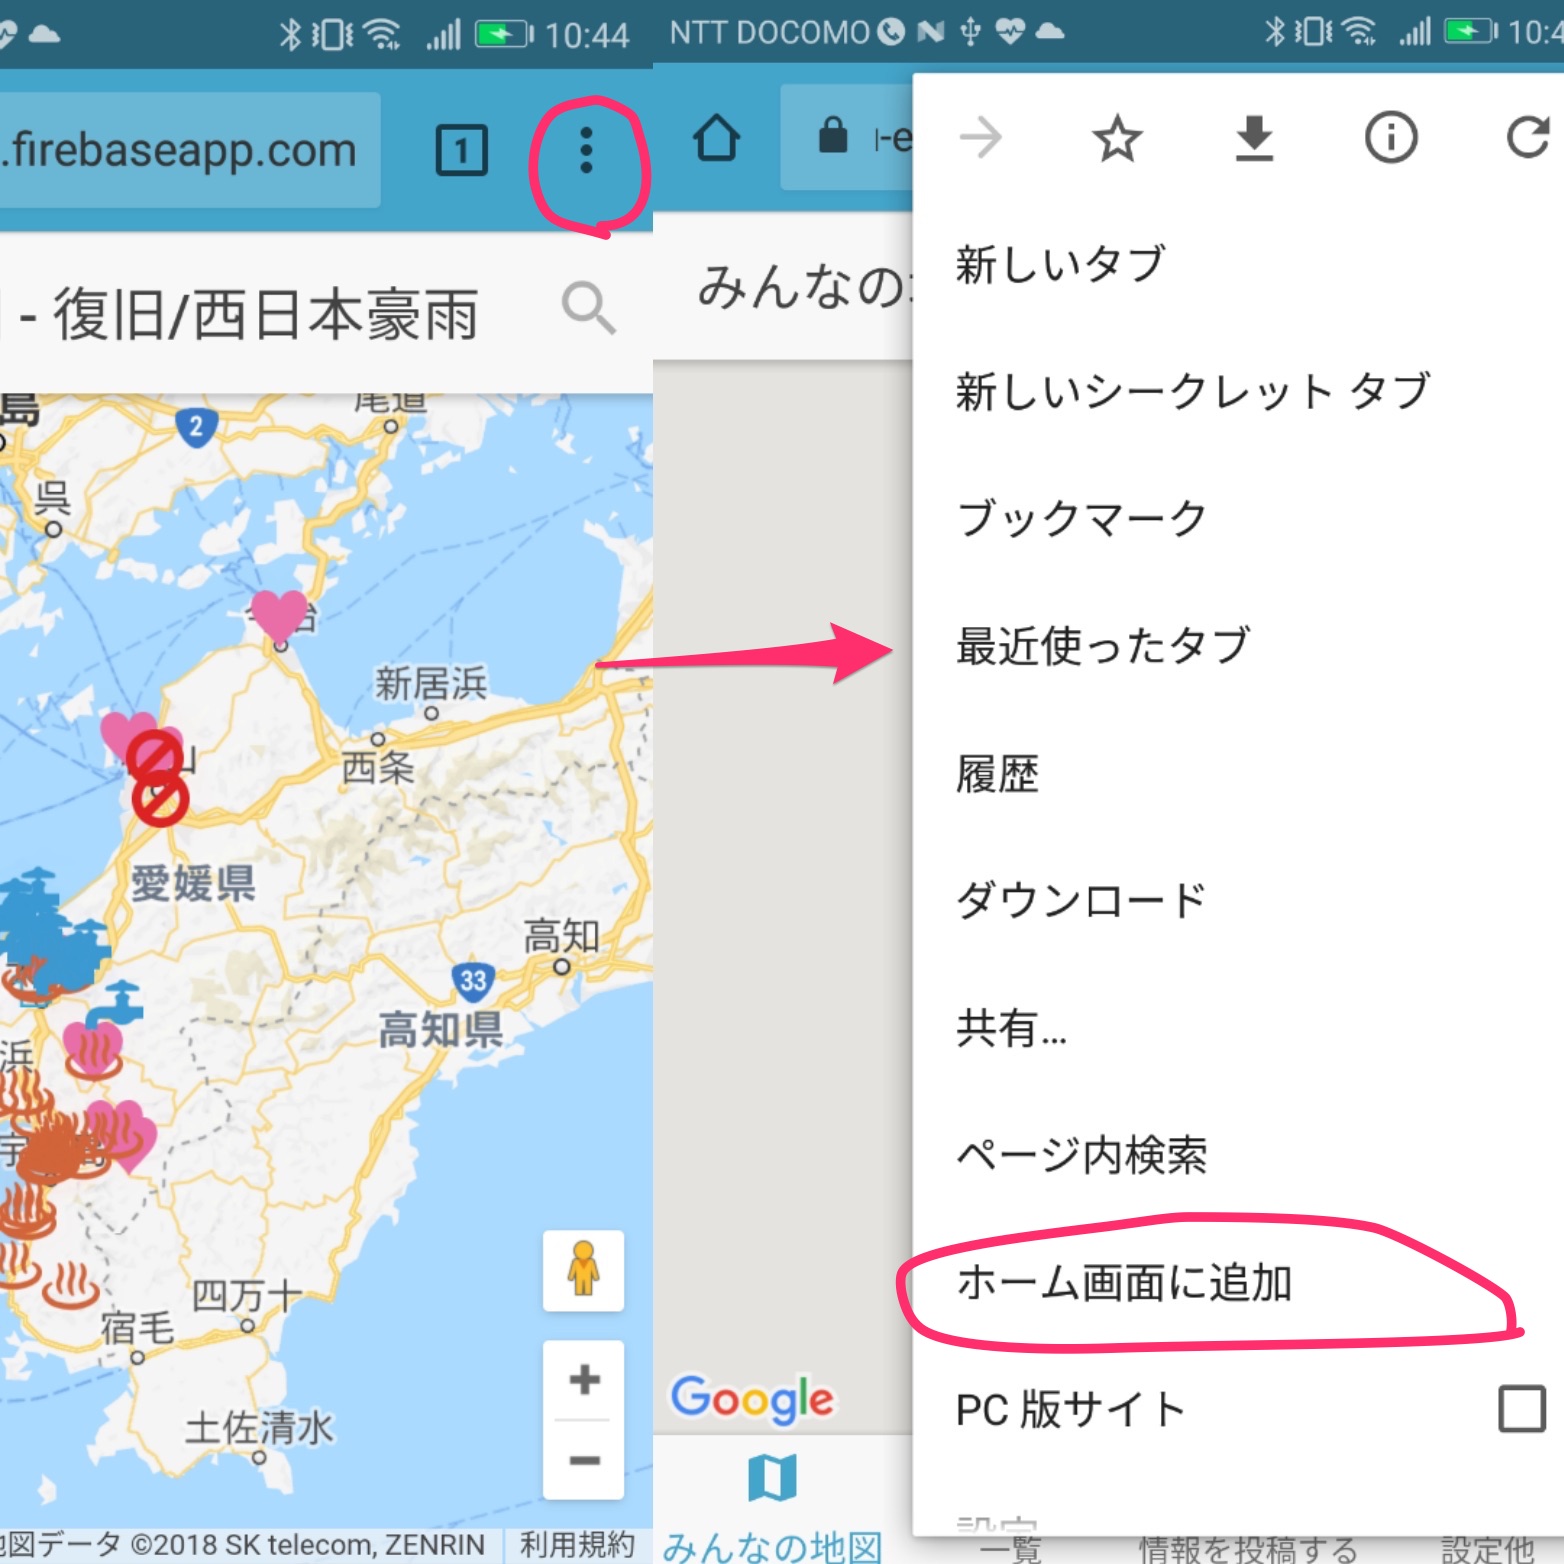 10:44
.firebaseapp.com
1
- 復旧/西日本豪雨
島
2
尾道
呉
新居浜
西条
愛媛県
高知
33
高知県
浜
宇
四万十
宿毛
土佐清水
地図データ ©2018 SK telecom, ZENRIN
利用規約
NTT DOCOMO
10:4
-e
みんなの
新しいタブ
新しいシークレット タブ
ブックマーク
最近使ったタブ
履歴
ダウンロード
共有...
ページ内検索
ホーム画面に追加
PC 版サイト
設定
Google
みんなの地図
一覧
情報を投稿する
設定他